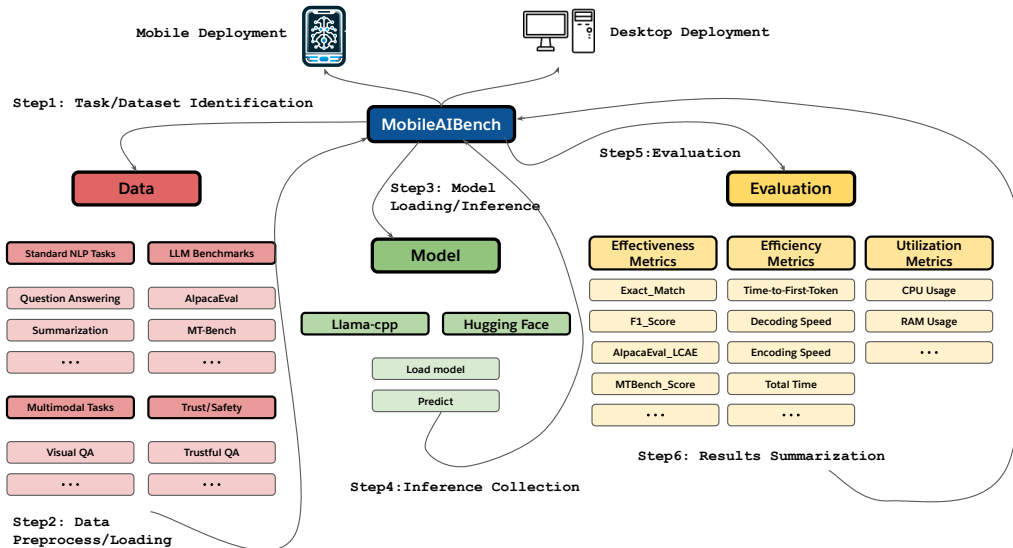 Mobile Deployment
Desktop Deployment
Step1: Task/Dataset Identification
MobileAIBench
Step5:Evaluation
Data
Step3: Model
Loading/Inference
Evaluation
Standard NLP Tasks
LLM Benchmarks
Model
Effectiveness
Metrics
Efficiency
Metrics
Utilization
Metrics
Question Answering
AlpacaEval
Exact_Match
Time-to-First-Token
CPU Usage
Summarization
MT-Bench
Llama-cpp
Hugging Face
F1_Score
Decoding Speed
RAM Usage
...
...
Load model
AlpacaEval_LCAE
Encoding Speed
...
Multimodal Tasks
Trust/Safety
Predict
MTBench_Score
Total Time
...
...
Visual QA
Trustful QA
Step6: Results Summarization
...
...
Step4:Inference Collection
Step2: Data
Preprocess/Loading